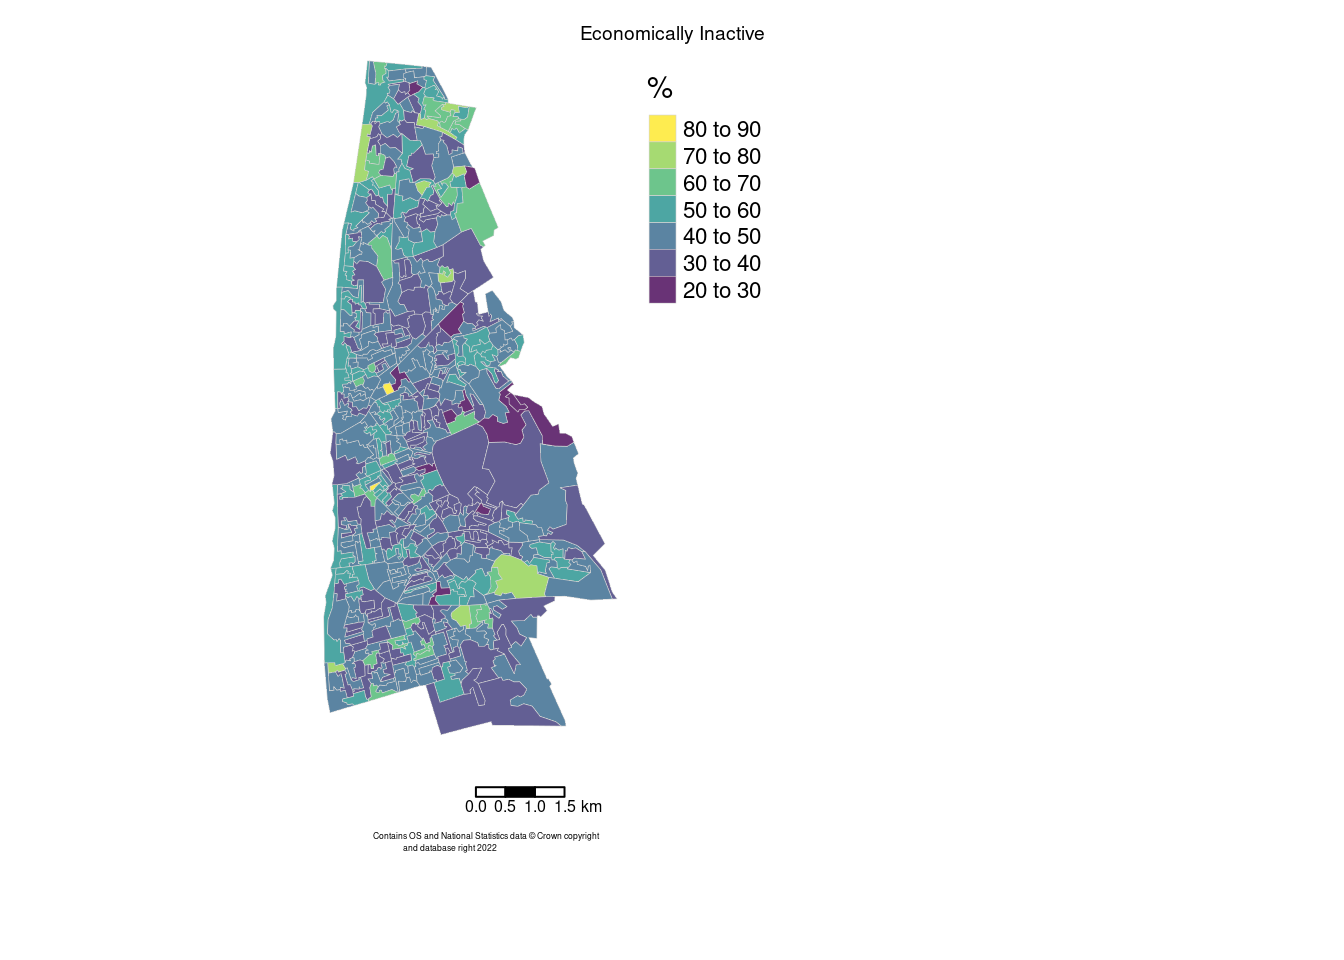 Economically Inactive
%
80 to 90
70 to 80
60 to 70
50 to 60
40 to 50
30 to 40
20 to 30
0.0 0.5 1.0 1.5 km
Contains OS and National Statistics data © Crown copyright
and database right 2022